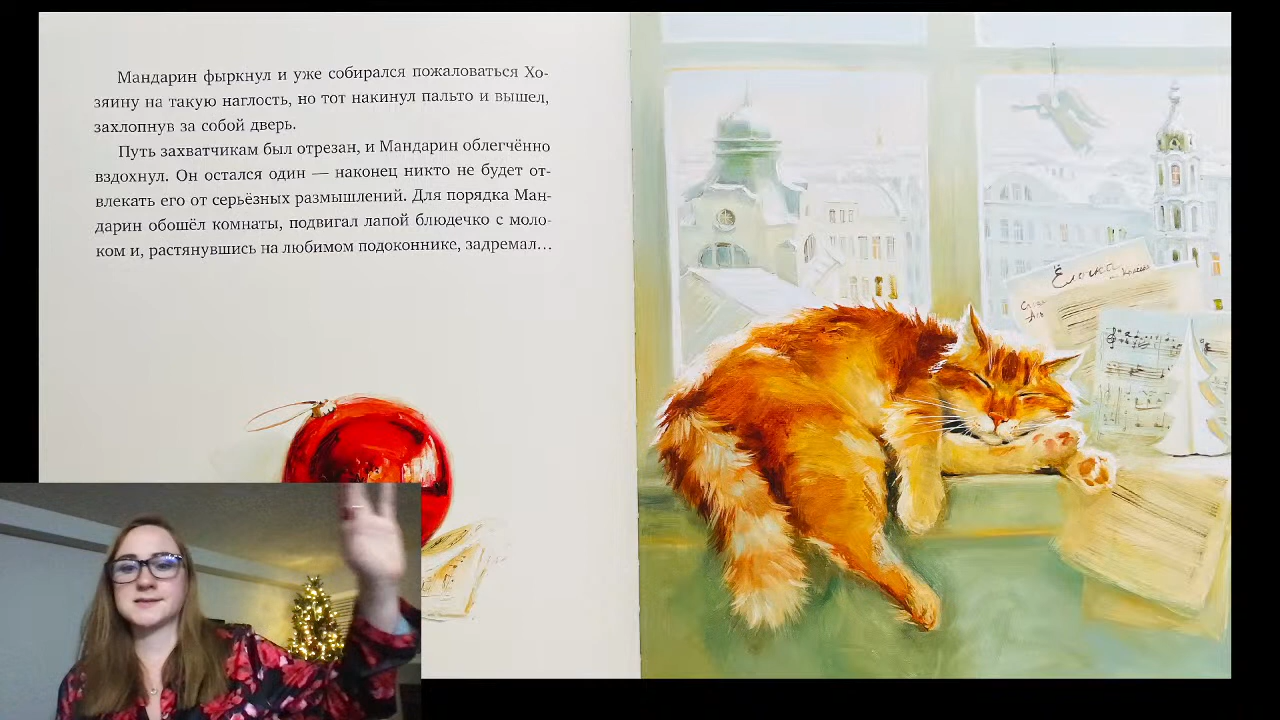 Мандарин фыркнул и уже собирался пожаловаться Хо-
зяину на такую наглость, но тот накинул пальто и вышел,
захлопнув за собой дверь.
Путь захватчикам был отрезан, и Мандарин облегчённо
вздохнул. Он остался один — наконец никто не будет от-
влекать его от серьёзных размышлений. Для порядка Ман-
дарин обошёл комнаты, подвигал лапой блюдечко с моло-
ком и, растянувшись на любимом подоконнике, задремал...
Ёлочка